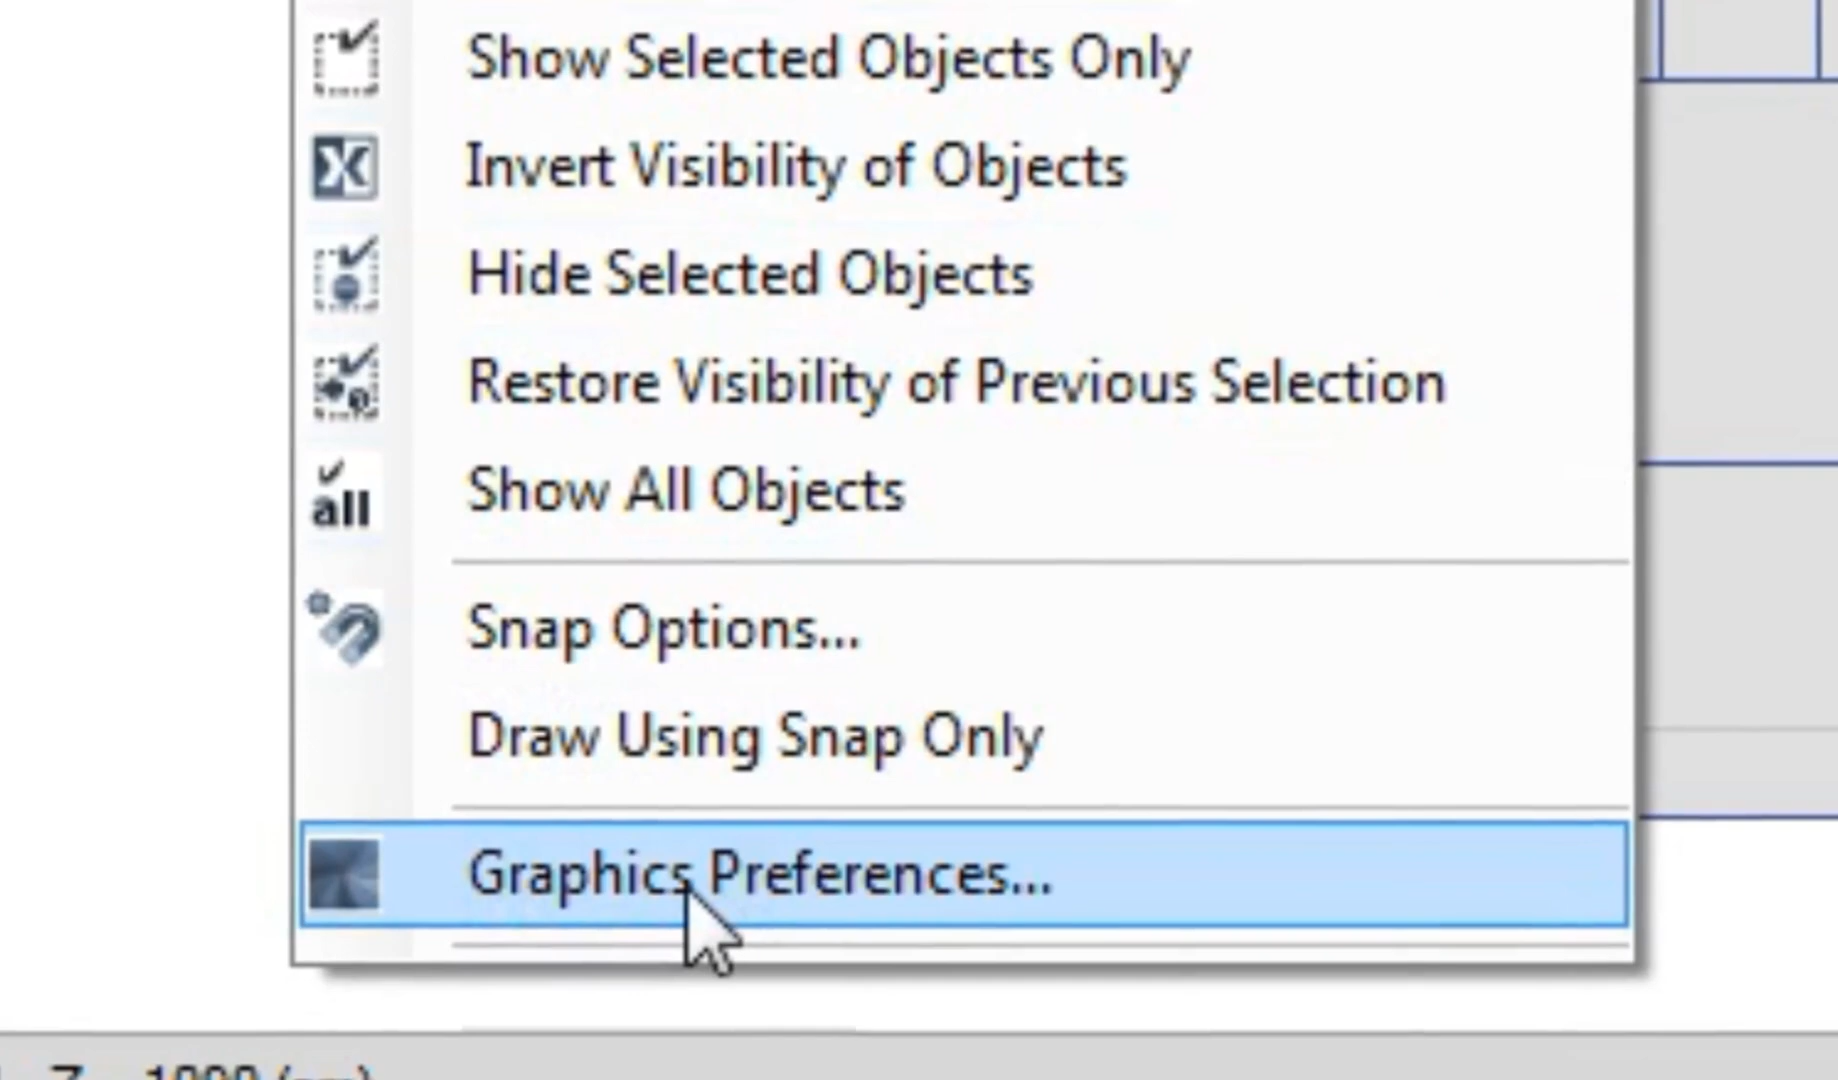 Show Selected Objects Only
Invert Visibility of Objects
Hide Selected Objects
Restore Visibility of Previous Selection
all Show All Objects
Snap Options...
Draw Using Snap Only
Graphics Preferences...